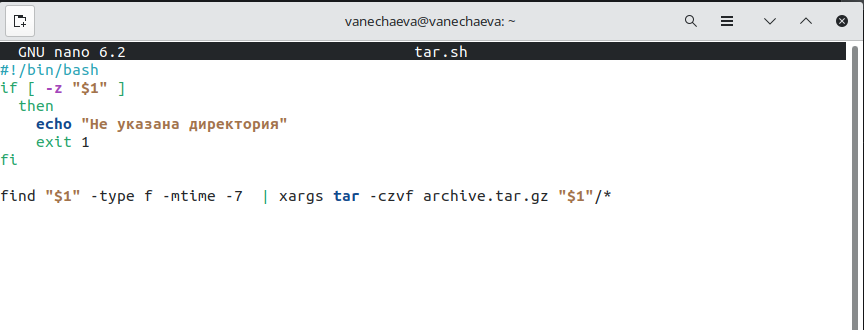 vanechaeva@vanechaeva: ~
GNU nano 6.2 tar.sh
#!/bin/bash
if [ -z "$1" ]
then
echo "Не указана директория"
exit 1
fi
find "$1" -type f -mtime -7 | xargs tar -czvf archive.tar.gz "$1"/*